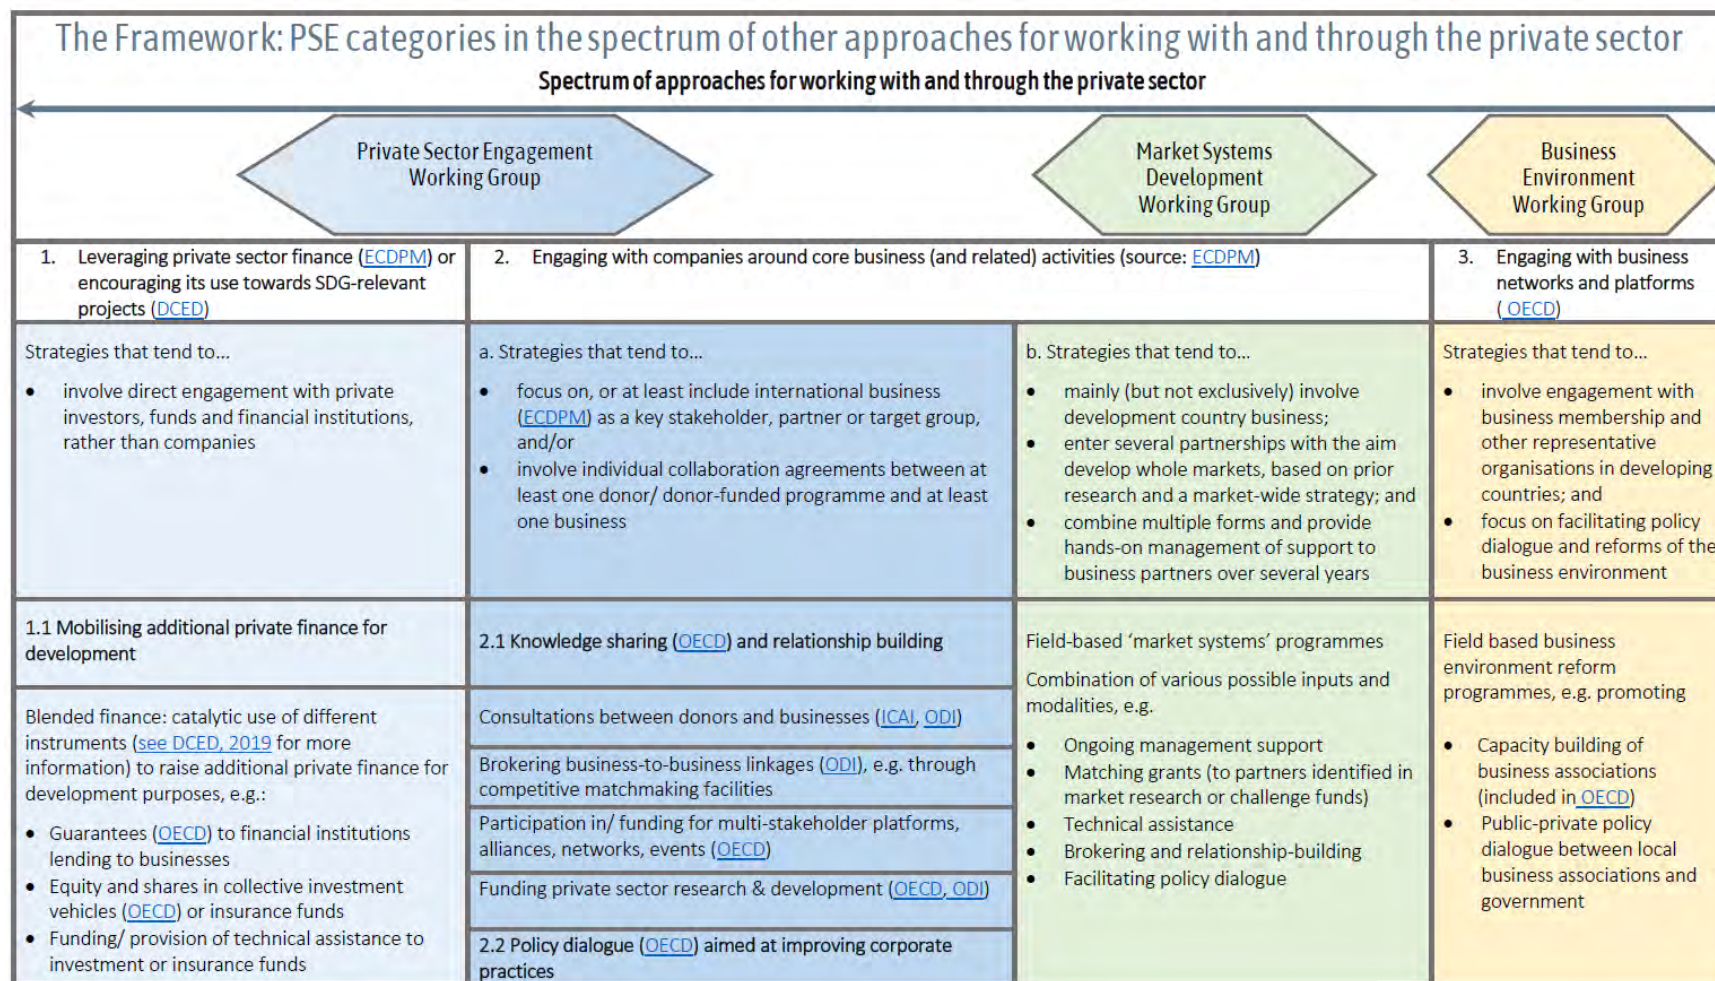 The Framework: PSE categories in the spectrum of other approaches for working with and through the private sector
Spectrum of approaches for working with and through the private sector
Private Sector Engagement
Working Group
Market Systems
Development
Working Group
Business
Environment
Working Group
1. Leveraging private sector finance (ECDPM) or
encouraging its use towards SDG-relevant
projects (DCED)
2. Engaging with companies around core business (and related) activities (source: ECDPM)
3. Engaging with business
networks and platforms
( OECD)
Strategies that tend to...
• involve direct engagement with private
investors, funds and financial institutions,
rather than companies
a. Strategies that tend to...
• focus on, or at least include international business
(ECDPM) as a key stakeholder, partner or target group,
and/or
• involve individual collaboration agreements between at
least one donor/ donor-funded programme and at least
one business
b. Strategies that tend to...
• mainly (but not exclusively) involve
development country business;
• enter several partnerships with the aim
develop whole markets, based on prior
research and a market-wide strategy; and
• combine multiple forms and provide
hands-on management of support to
business partners over several years
Strategies that tend to...
• involve engagement with
business membership and
other representative
organisations in developing
countries; and
• focus on facilitating policy
dialogue and reforms of the
business environment
1.1 Mobilising additional private finance for
development
Blended finance: catalytic use of different
instruments (see DCED, 2019 for more
information) to raise additional private finance for
development purposes, e.g.:
• Guarantees (OECD) to financial institutions
lending to businesses
• Equity and shares in collective investment
vehicles (OECD) or insurance funds
• Funding/ provision of technical assistance to
investment or insurance funds
2.1 Knowledge sharing (OECD) and relationship building
Consultations between donors and businesses (ICAI, ODI)
Brokering business-to-business linkages (ODI), e.g. through
competitive matchmaking facilities
Participation in/ funding for multi-stakeholder platforms,
alliances, networks, events (OECD)
Funding private sector research & development (OECD, ODI)
2.2 Policy dialogue (OECD) aimed at improving corporate
practices
Field-based 'market systems' programmes
Combination of various possible inputs and
modalities, e.g.
• Ongoing management support
• Matching grants (to partners identified in
market research or challenge funds)
• Technical assistance
• Brokering and relationship-building
• Facilitating policy dialogue
Field based business
environment reform
programmes, e.g. promoting
• Capacity building of
business associations
(included in OECD)
• Public-private policy
dialogue between local
business associations and
government